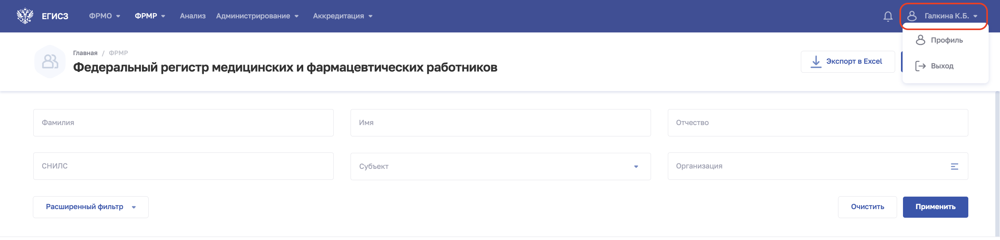 ЕГИСЗ ФРМО ФРМР Анализ Администрирование Аккредитация Галкина К.Б.
Профиль
Выход
Главная / ФРМР
Федеральный регистр медицинских и фармацевтических работников
Экспорт в Excel
Фамилия Имя Отчество
СНИЛС Субъект Организация
Расширенный фильтр Очистить Применить